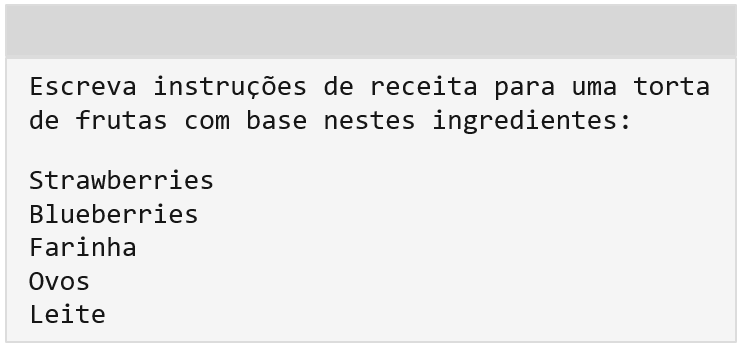 Escreva instruções de receita para uma torta
de frutas com base nestes ingredientes:
Strawberries
Blueberries
Farinha
Ovos
Leite